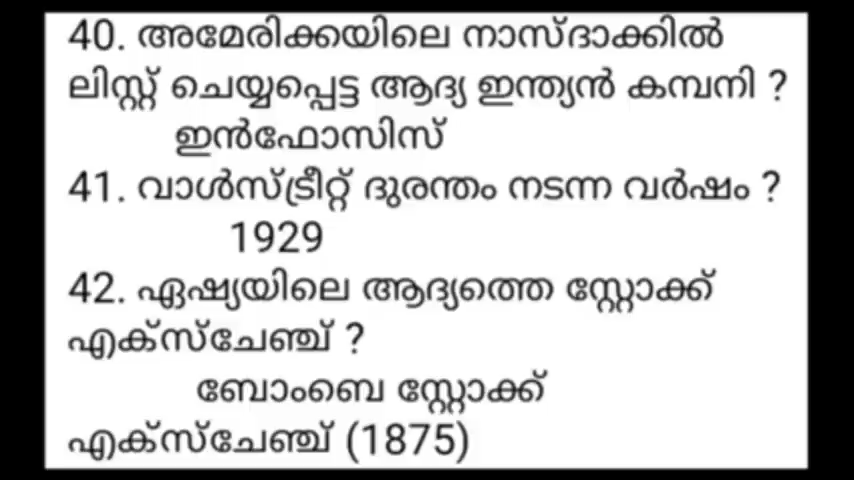 40. അമേരിക്കയിലെ നാസ്ദാക്കിൽ
ലിസ്റ്റ് ചെയ്യപ്പെട്ട ആദ്യ ഇന്ത്യൻ കമ്പനി ?
ഇൻഫോസിസ്
41. വാൾസ്ട്രീറ്റ് ദുരന്തം നടന്ന വർഷം ?
1929
42. ഏഷ്യയിലെ ആദ്യത്തെ സ്റ്റോക്ക്
എക്സ്ചേഞ്ച് ?
ബോംബെ സ്റ്റോക്ക്
എക്സ്ചേഞ്ച് (1875)